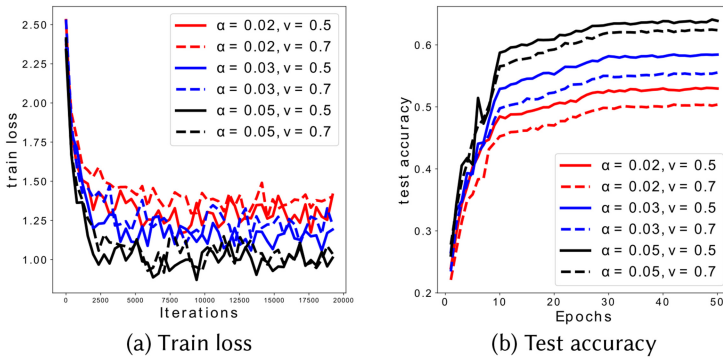 2.50
2.25
2.00
1.75
1.50
1.25
1.00
train loss
α = 0.02, v = 0.5
α = 0.02, v = 0.7
α = 0.03, v = 0.5
α = 0.03, v = 0.7
α = 0.05, v = 0.5
α = 0.05, v = 0.7
0 2500 5000 7500 10000 12500 15000 17500 20000
Iterations
(a) Train loss
0.6
0.5
0.4
0.3
0.2
test accuracy
α = 0.02, v = 0.5
α = 0.02, v = 0.7
α = 0.03, v = 0.5
α = 0.03, v = 0.7
α = 0.05, v = 0.5
α = 0.05, v = 0.7
0 10 20 30 40 50
Epochs
(b) Test accuracy